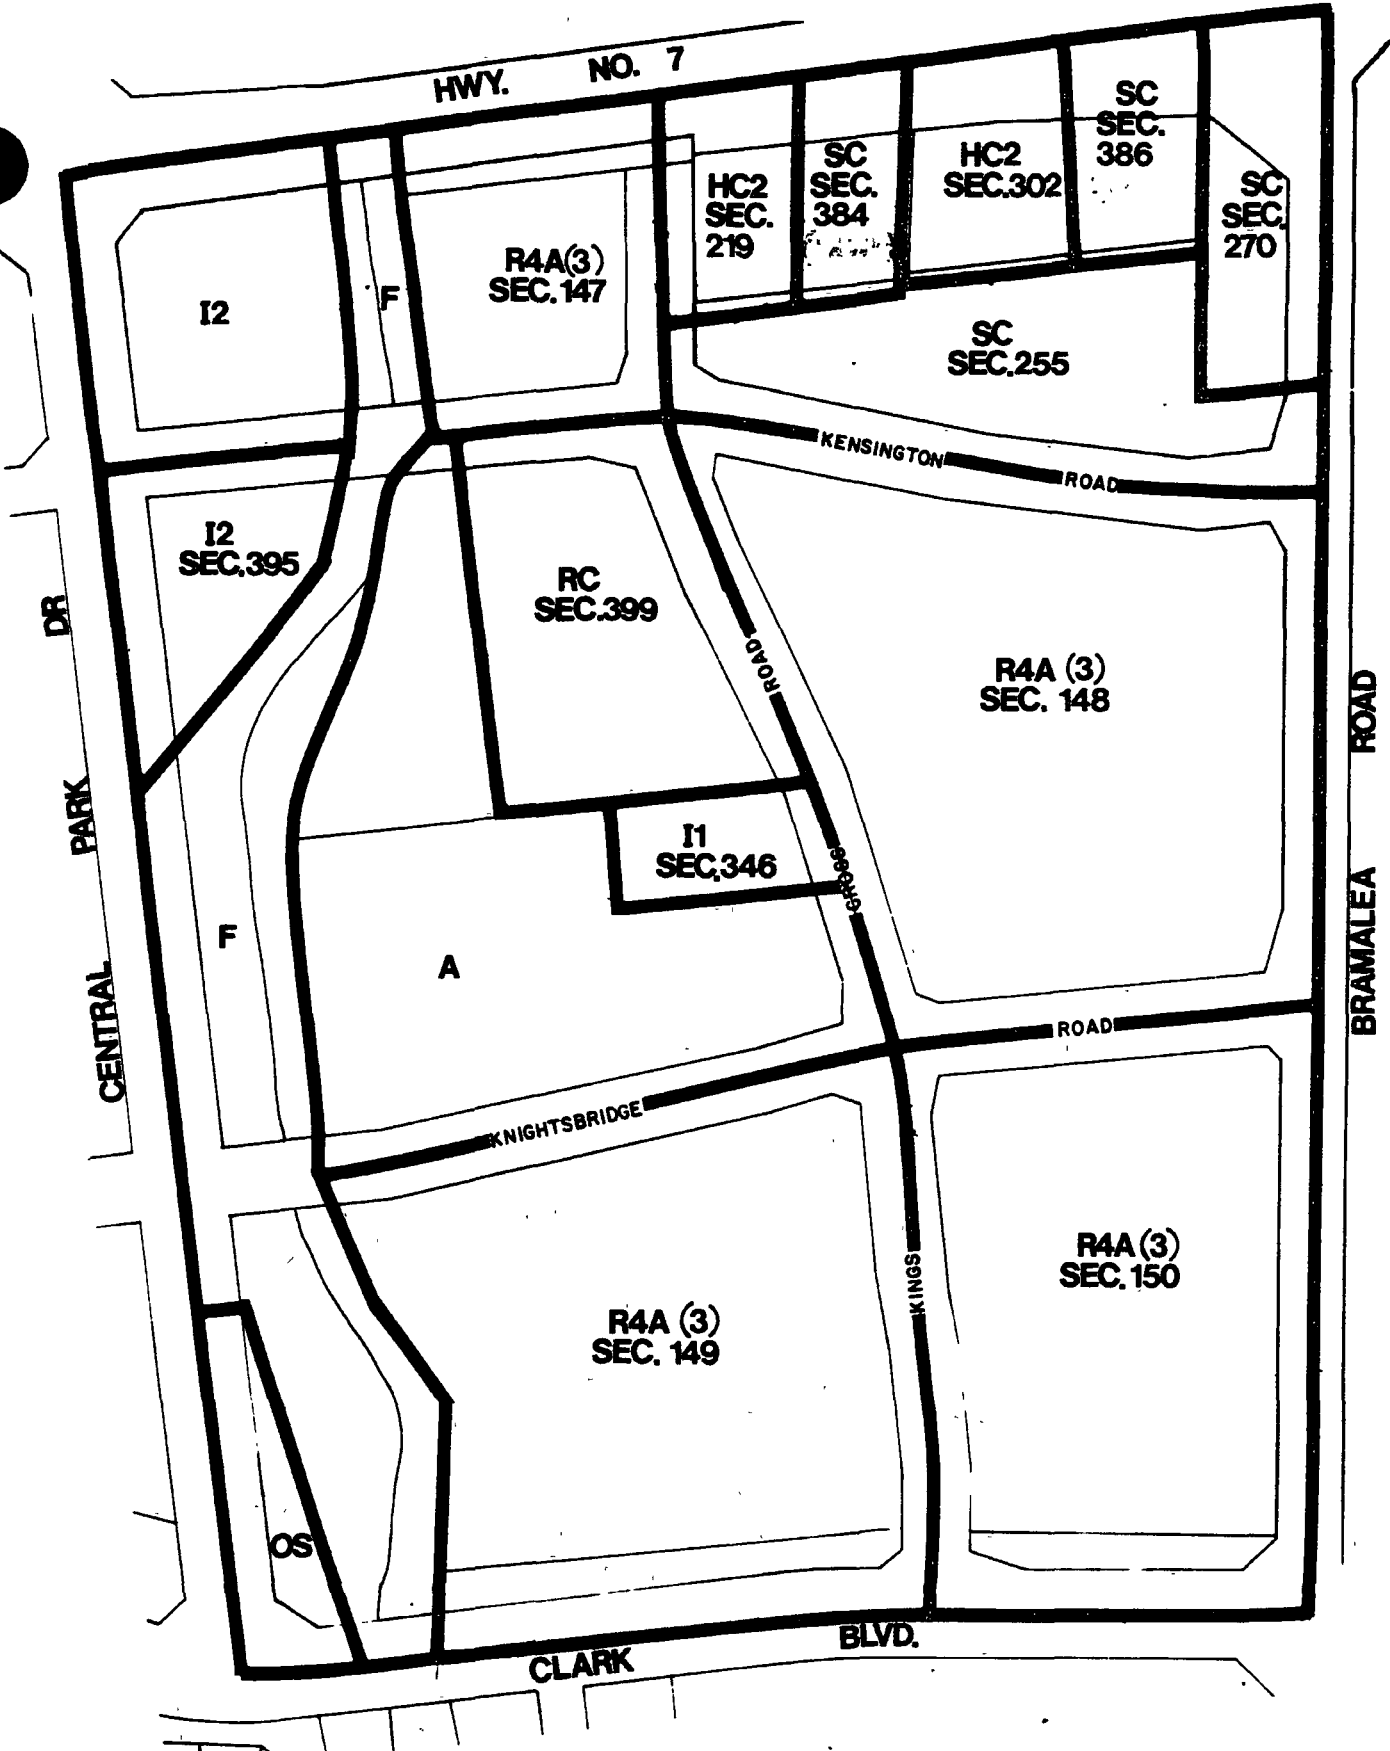 HWY. NO. 7
SC
SEC.
386
SC
SEC.
384
HC2
SEC.302
HC2
SEC.
219
SC
SEC.
270
R4A(3)
SEC.147
F
I2
SC
SEC.255
KENSINGTON ROAD
I2
SEC.395
RC
SEC.399
ROAD
R4A (3)
SEC. 148
I1
SEC.346
CROSS
F
A
ROAD
KNIGHTSBRIDGE
R4A (3)
SEC. 150
KINGS
R4A (3)
SEC. 149
OS
CENTRAL PARK DR
BRAMALEA ROAD
CLARK BLVD.